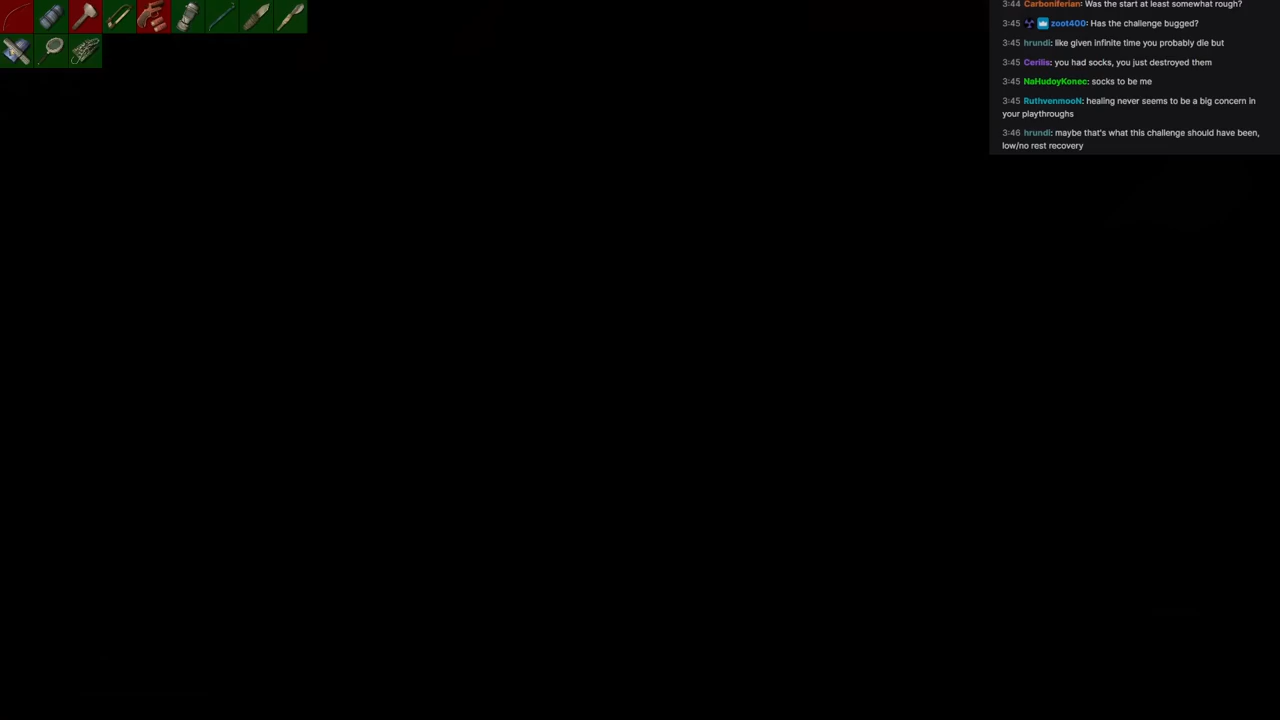 3:44 Carboniferian: Was the start at least somewhat rough?
3:45 zoot400: Has the challenge bugged?
3:45 hrundi: like given infinite time you probably die but
3:45 Cerilis: you had socks, you just destroyed them
3:45 NaHudoyKonec: socks to be me
3:45 RuthvenmooN: healing never seems to be a big concern in
your playthroughs
3:46 hrundi: maybe that's what this challenge should have been,
low/no rest recovery